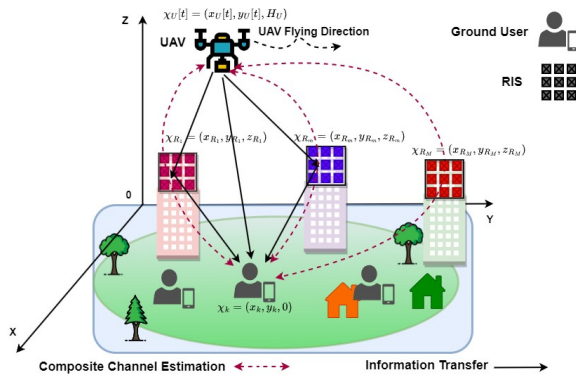 Z
χ_U[t] = (x_U[t], y_U[t], H_U)
UAV
UAV Flying Direction
Ground User
RIS
χ_{R_1} = (x_{R_1}, y_{R_1}, z_{R_1})
χ_{R_m} = (x_{R_m}, y_{R_m}, z_{R_m})
χ_{R_M} = (x_{R_M}, y_{R_M}, z_{R_M})
0
Y
χ_k = (x_k, y_k, 0)
X
Composite Channel Estimation
Information Transfer